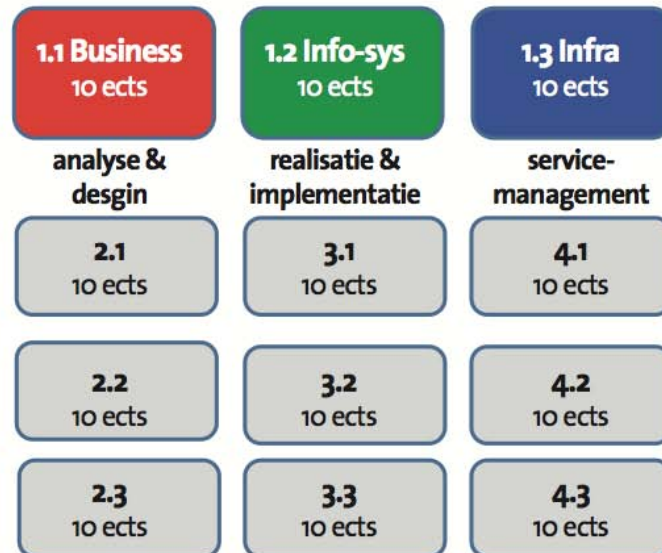 1.1 Business
10 ects
1.2 Info-sys
10 ects
1.3 Infra
10 ects
analyse &
desgin
realisatie &
implementatie
service-
management
2.1
10 ects
3.1
10 ects
4.1
10 ects
2.2
10 ects
3.2
10 ects
4.2
10 ects
2.3
10 ects
3.3
10 ects
4.3
10 ects